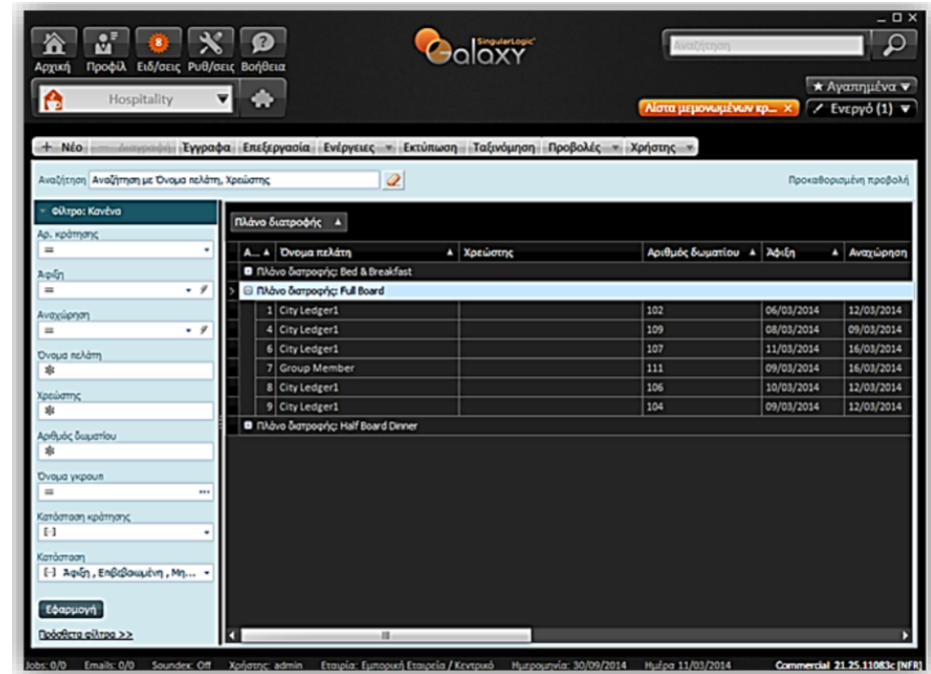 SingularLogic
Galaxy
Αναζήτηση
8
Αρχική Προφίλ Ειδ/σεις Ρυθ/σεις Βοήθεια
Hospitality
★ Αγαπημένα
Λίστα μεμονωμένων κρ... ×
Ενεργό (1)
+ Νέο — Διαγραφή Έγγραφα Επεξεργασία Ενέργειες Εκτύπωση Ταξινόμηση Προβολές Χρήστης
Αναζήτηση Αναζήτηση με Όνομα πελάτη, Χρεώστης
Προκαθορισμένη προβολή
Φίλτρο: Κανένα
Αρ. κράτησης
=
Άφιξη
=
Αναχώρηση
=
Όνομα πελάτη
Χρεώστης
Αριθμός δωματίου
Όνομα γκρουπ
= ...
Κατάσταση κράτησης
[-]
Κατάσταση
[-] Άφιξη , Επιβεβαιωμένη , Μη...
Εφαρμογή
Πρόσθετα φίλτρα >>
Πλάνο διατροφής
Α... Όνομα πελάτη Χρεώστης Αριθμός δωματίου Άφιξη Αναχώρηση
Πλάνο διατροφής: Bed & Breakfast
Πλάνο διατροφής: Full Board
1 City Ledger1 102 06/03/2014 12/03/2014
4 City Ledger1 109 08/03/2014 09/03/2014
6 City Ledger1 107 11/03/2014 16/03/2014
7 Group Member 111 09/03/2014 16/03/2014
8 City Ledger1 106 10/03/2014 12/03/2014
9 City Ledger1 104 09/03/2014 12/03/2014
Πλάνο διατροφής: Half Board Dinner
Jobs: 0/0 Emails: 0/0 Soundex: Off Χρήστης: admin Εταιρία: Εμπορική Εταιρεία / Κεντρικό Ημερομηνία: 30/09/2014 Ημέρα 11/03/2014 Commercial 21.25.11083c [NFR]